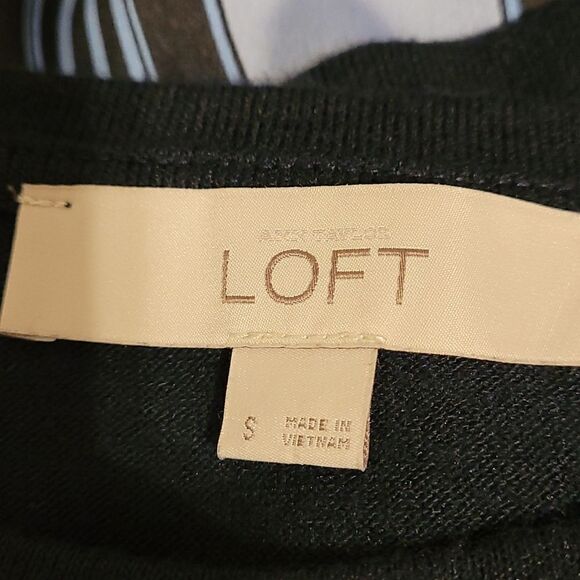 ANN TAYLOR
LOFT
S
MADE IN
VIETNAM